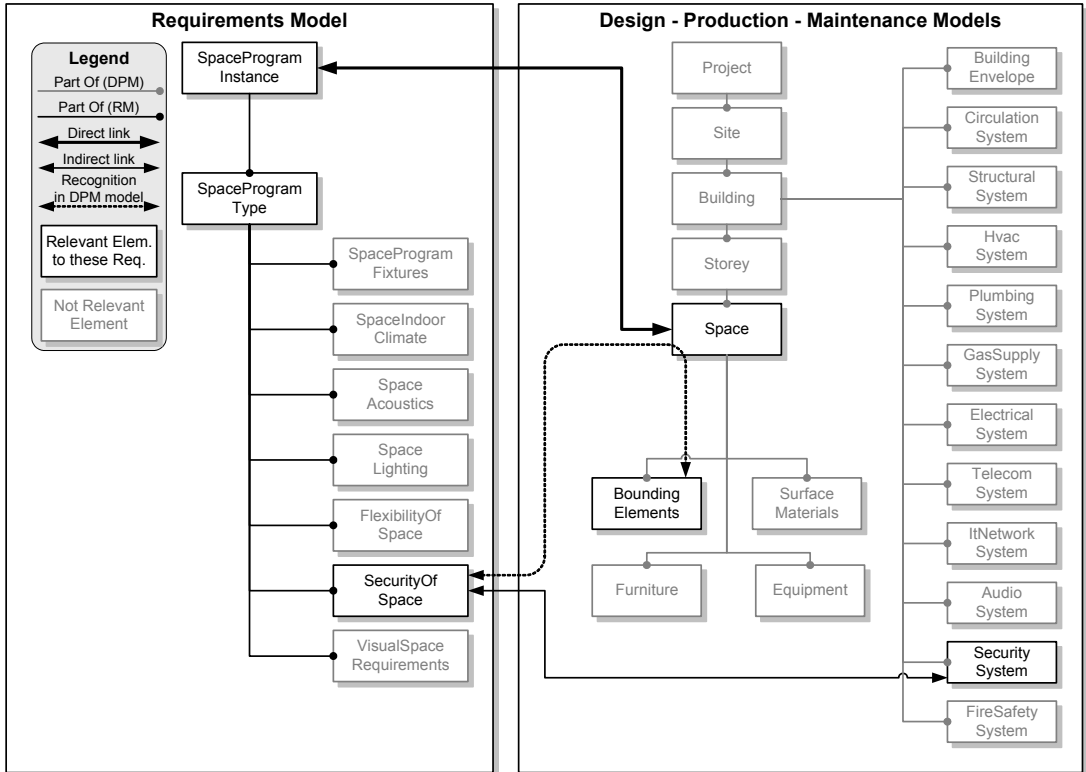 Requirements Model
Legend
Part Of (DPM)
Part Of (RM)
Direct link
Indirect link
Recognition
in DPM model
Relevant Elem.
to these Req.
Not Relevant
Element
SpaceProgram
Instance
SpaceProgram
Type
SpaceProgram
Fixtures
SpaceIndoor
Climate
Space
Acoustics
Space
Lighting
FlexibilityOf
Space
SecurityOf
Space
VisualSpace
Requirements
Design - Production - Maintenance Models
Project
Site
Building
Storey
Space
Bounding
Elements
Surface
Materials
Furniture
Equipment
Building
Envelope
Circulation
System
Structural
System
Hvac
System
Plumbing
System
GasSupply
System
Electrical
System
Telecom
System
ItNetwork
System
Audio
System
Security
System
FireSafety
System